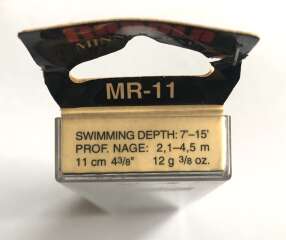 MR-11
SWIMMING DEPTH: 7'–15'
PROF. NAGE: 2,1–4,5 m
11 cm 4³/₈" 12 g ³/₈ oz.